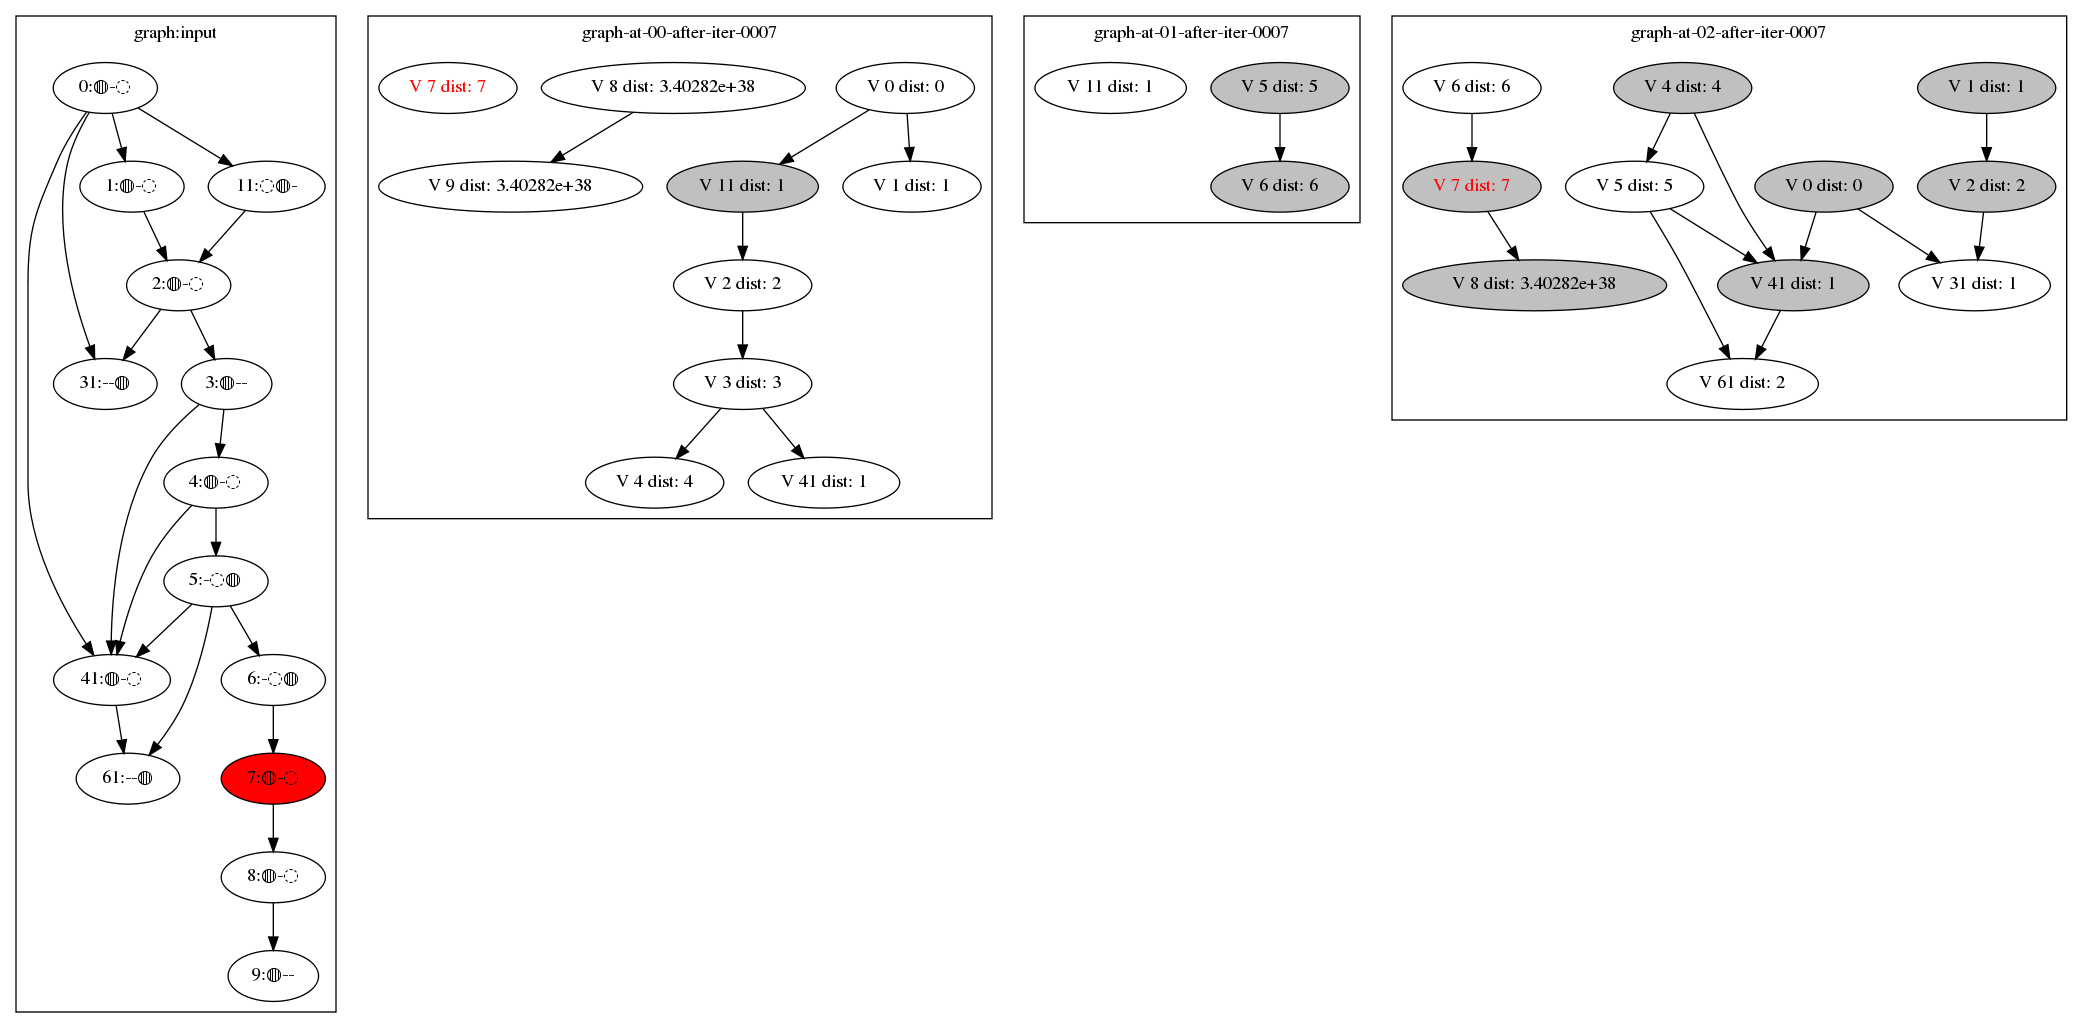 graph:input
0:◍-◌
1:◍-◌
11:◌◍-
2:◍-◌
31:--◍
3:◍--
4:◍-◌
5:-◌◍
41:◍-◌
6:-◌◍
61:--◍
7:◍-◌
8:◍-◌
9:◍--
graph-at-00-after-iter-0007
V 7 dist: 7
V 8 dist: 3.40282e+38
V 0 dist: 0
V 9 dist: 3.40282e+38
V 11 dist: 1
V 1 dist: 1
V 2 dist: 2
V 3 dist: 3
V 4 dist: 4
V 41 dist: 1
graph-at-01-after-iter-0007
V 11 dist: 1
V 5 dist: 5
V 6 dist: 6
graph-at-02-after-iter-0007
V 6 dist: 6
V 4 dist: 4
V 1 dist: 1
V 7 dist: 7
V 5 dist: 5
V 0 dist: 0
V 2 dist: 2
V 8 dist: 3.40282e+38
V 41 dist: 1
V 31 dist: 1
V 61 dist: 2